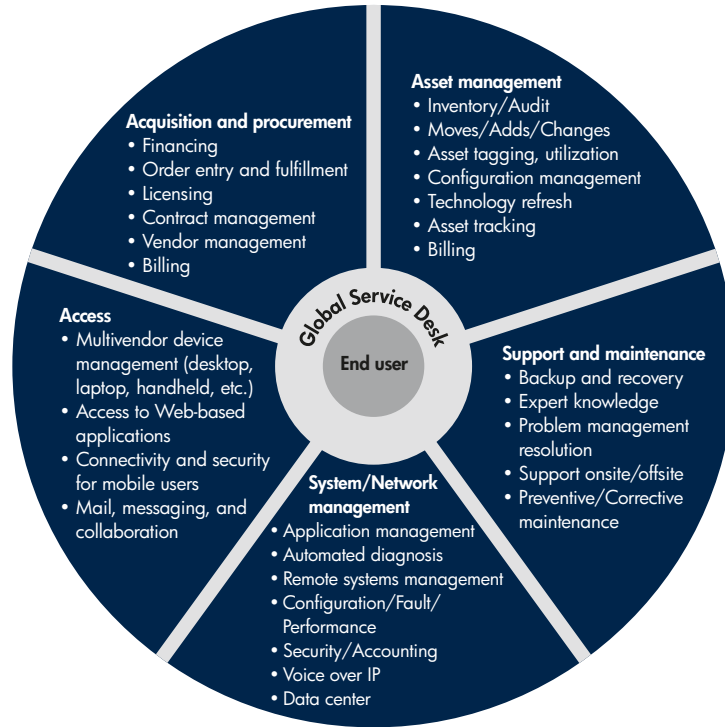 Acquisition and procurement
• Financing
• Order entry and fulfillment
• Licensing
• Contract management
• Vendor management
• Billing
Asset management
• Inventory/Audit
• Moves/Adds/Changes
• Asset tagging, utilization
• Configuration management
• Technology refresh
• Asset tracking
• Billing
Global Service Desk
End user
Access
• Multivendor device
management (desktop,
laptop, handheld, etc.)
• Access to Web-based
applications
• Connectivity and security
for mobile users
• Mail, messaging, and
collaboration
Support and maintenance
• Backup and recovery
• Expert knowledge
• Problem management
resolution
• Support onsite/offsite
• Preventive/Corrective
maintenance
System/Network
management
• Application management
• Automated diagnosis
• Remote systems management
• Configuration/Fault/
Performance
• Security/Accounting
• Voice over IP
• Data center